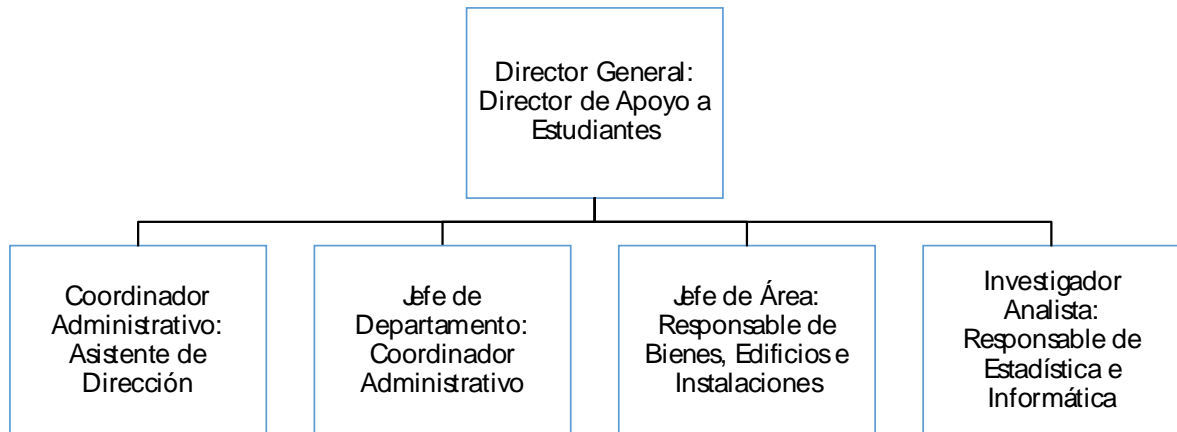 Director General:
Director de Apoyo a
Estudiantes
Coordinador
Administrativo:
Asistente de
Dirección
Jefe de
Departamento:
Coordinador
Administrativo
Jefe de Área:
Responsable de
Bienes, Edificios e
Instalaciones
Investigador
Analista:
Responsable de
Estadística e
Informática